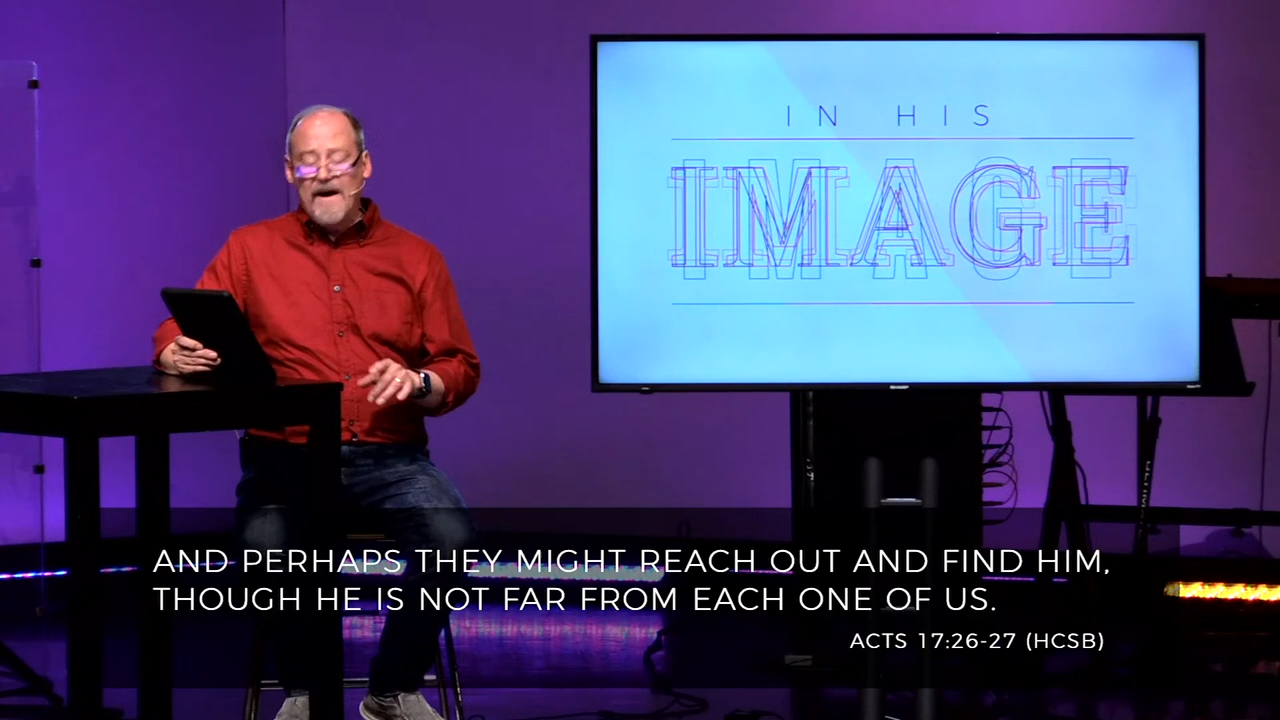 IN HIS
IMAGE
SHARP
AND PERHAPS THEY MIGHT REACH OUT AND FIND HIM,
THOUGH HE IS NOT FAR FROM EACH ONE OF US.
ACTS 17:26-27 (HCSB)